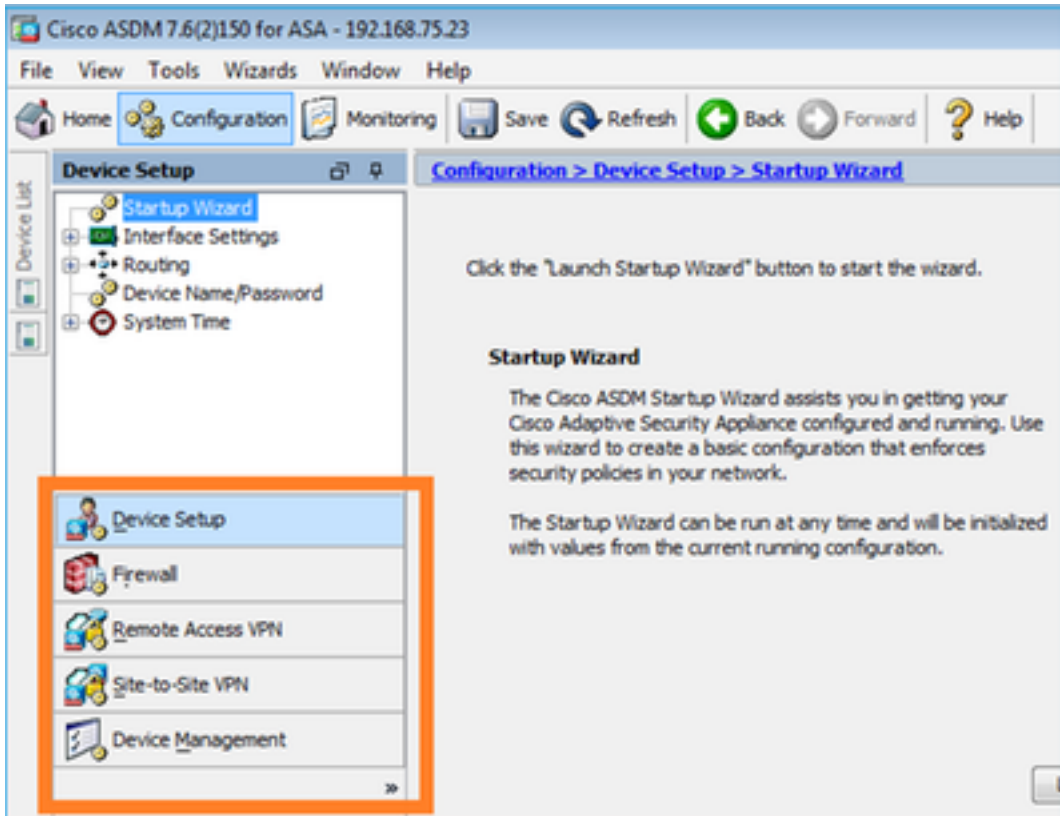 Cisco ASDM 7.6(2)150 for ASA - 192.168.75.23
File View Tools Wizards Window Help
Home Configuration Monitoring Save Refresh Back Forward Help
Device List
Device Setup
Configuration > Device Setup > Startup Wizard
Startup Wizard
Interface Settings
Routing
Device Name/Password
System Time
Click the "Launch Startup Wizard" button to start the wizard.
Startup Wizard
The Cisco ASDM Startup Wizard assists you in getting your
Cisco Adaptive Security Appliance configured and running. Use
this wizard to create a basic configuration that enforces
security policies in your network.
The Startup Wizard can be run at any time and will be initialized
with values from the current running configuration.
Device Setup
Firewall
Remote Access VPN
Site-to-Site VPN
Device Management
»